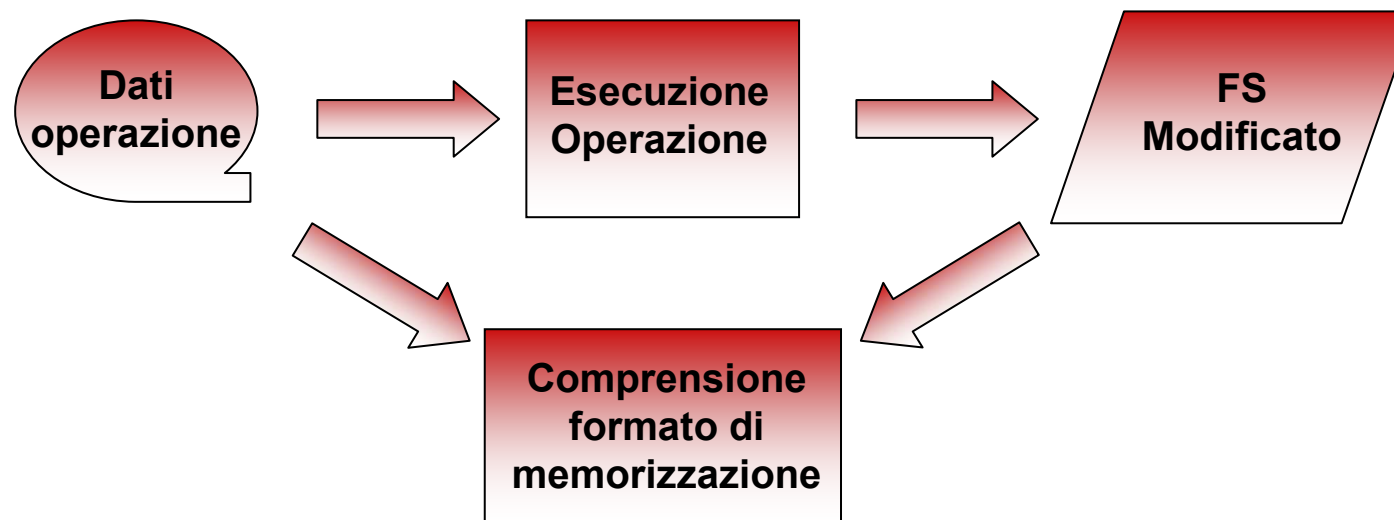 Dati
operazione
Esecuzione
Operazione
FS
Modificato
Comprensione
formato di
memorizzazione